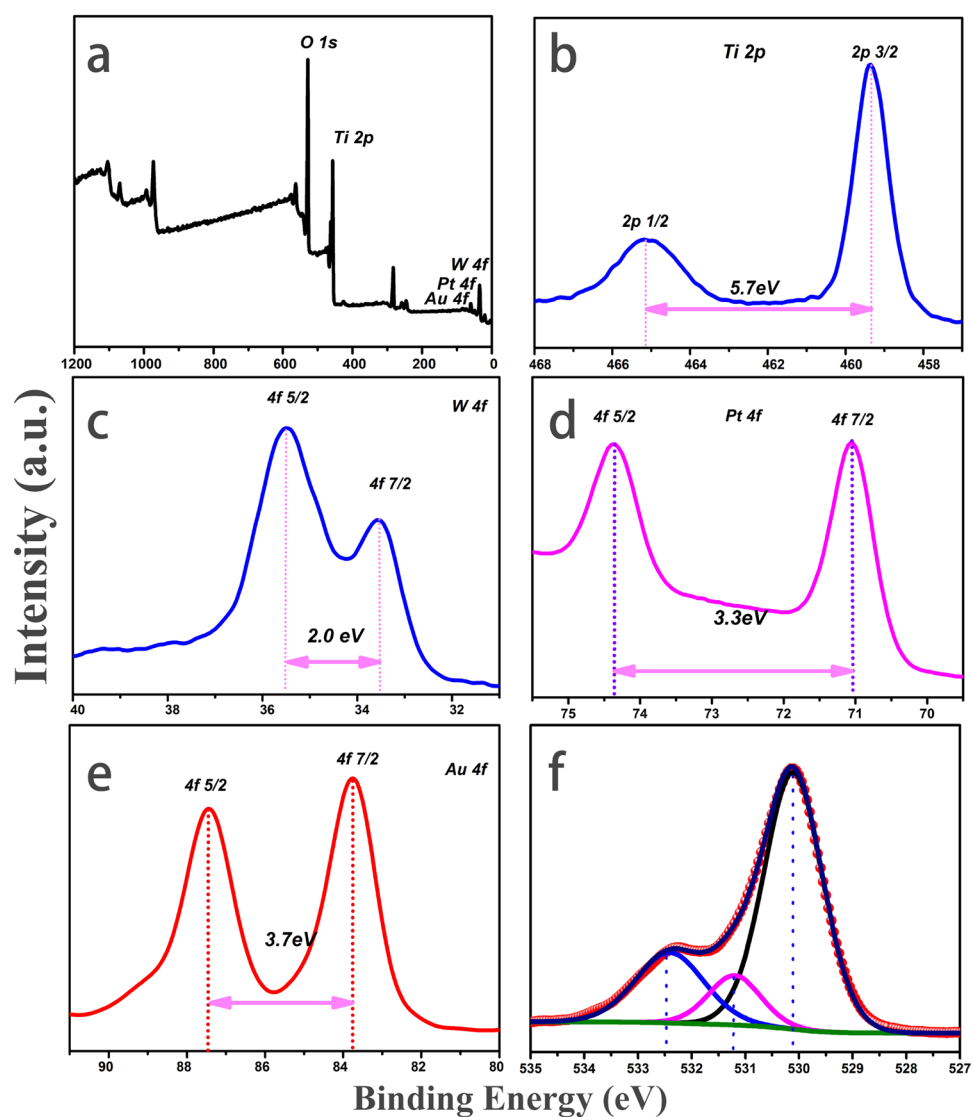 a
O 1s
Ti 2p
W 4f
Pt 4f
Au 4f
1200 1000 800 600 400 200 0
b
Ti 2p
2p 3/2
2p 1/2
5.7eV
468 466 464 462 460 458
c
4f 5/2
W 4f
4f 7/2
2.0 eV
40 38 36 34 32
d
4f 5/2
Pt 4f
4f 7/2
3.3eV
75 74 73 72 71 70
e
4f 5/2
4f 7/2
Au 4f
3.7eV
90 88 86 84 82 80
f
535 534 533 532 531 530 529 528 527
Intensity (a.u.)
Binding Energy (eV)